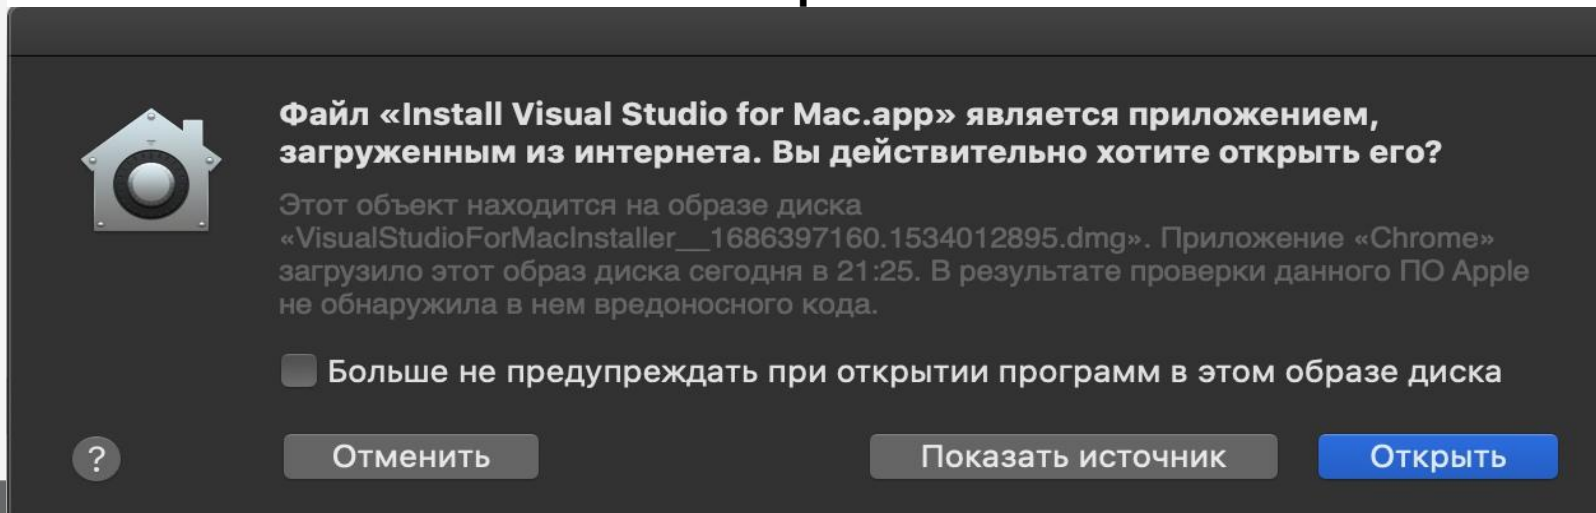 Файл «Install Visual Studio for Mac.app» является приложением,
загруженным из интернета. Вы действительно хотите открыть его?
Этот объект находится на образе диска
«VisualStudioForMacInstaller__1686397160.1534012895.dmg». Приложение «Chrome»
загрузило этот образ диска сегодня в 21:25. В результате проверки данного ПО Apple
не обнаружила в нем вредоносного кода.
Больше не предупреждать при открытии программ в этом образе диска
?
Отменить
Показать источник
Открыть